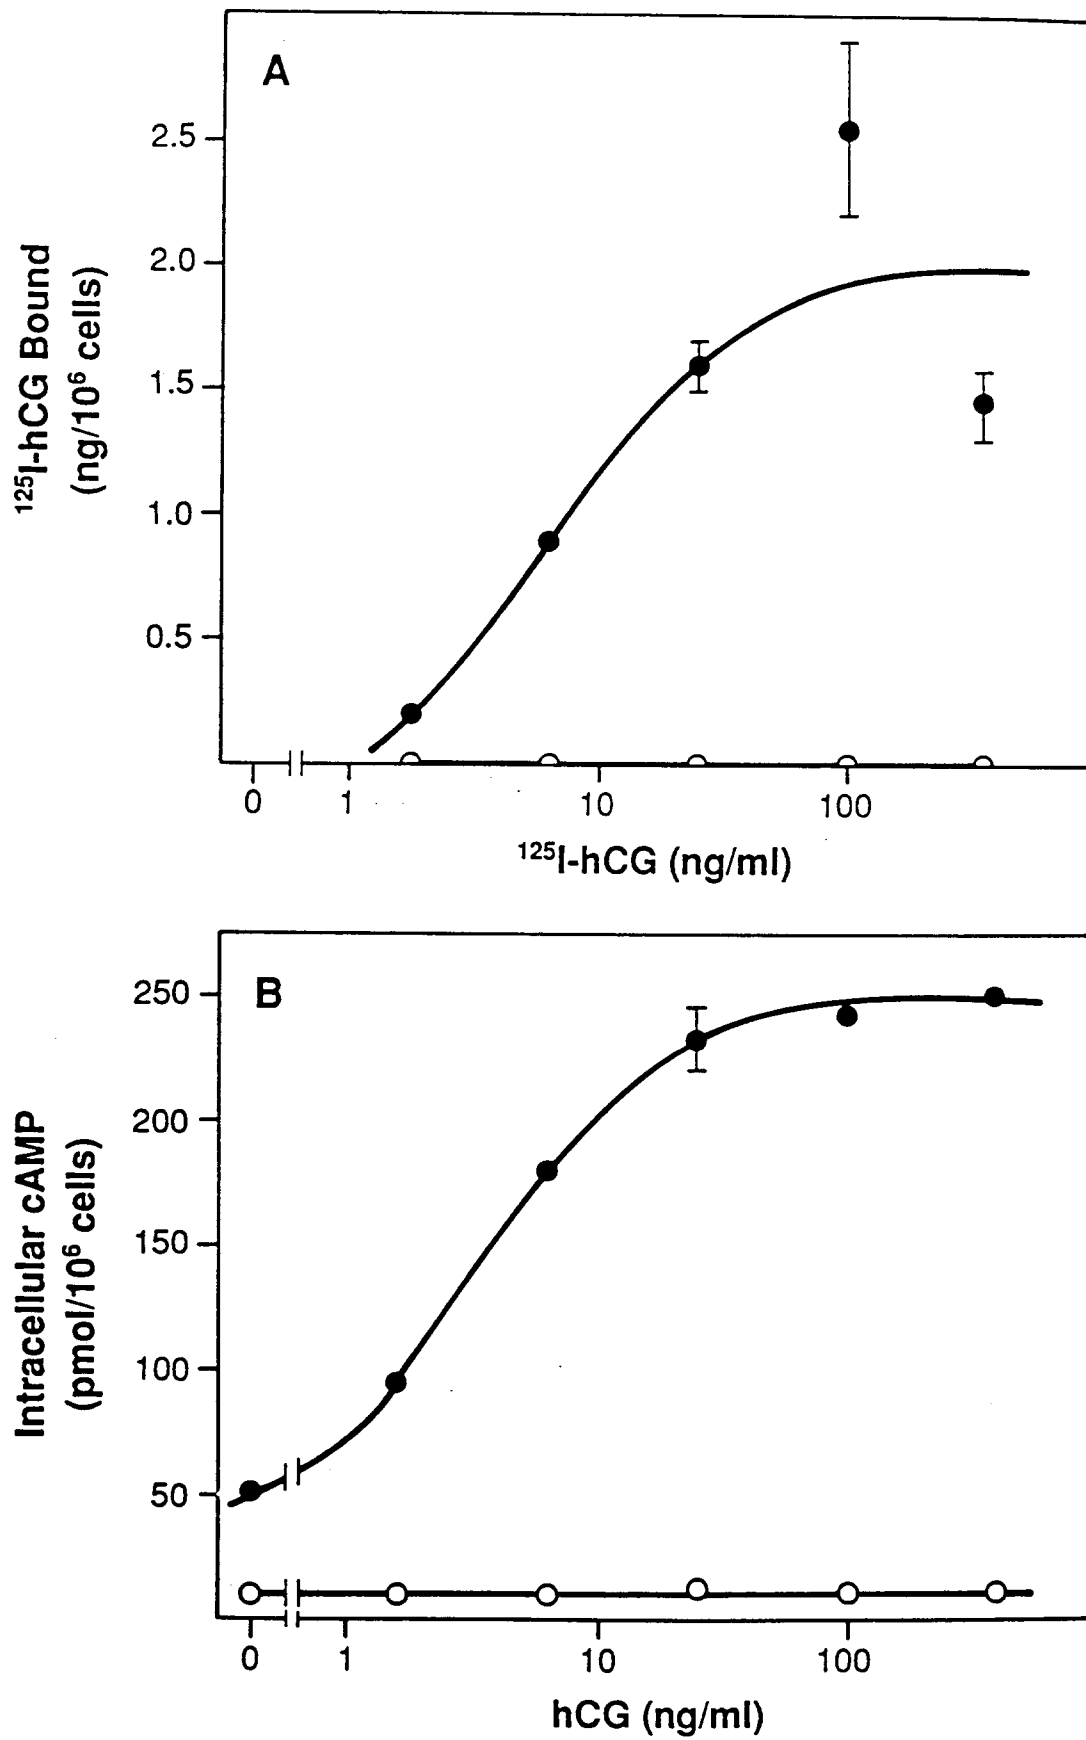 A
2.5
2.0
1.5
1.0
0.5
¹²⁵I-hCG Bound
(ng/10⁶ cells)
0 1 10 100
¹²⁵I-hCG (ng/ml)
B
250
200
150
100
50
Intracellular cAMP
(pmol/10⁶ cells)
0 1 10 100
hCG (ng/ml)